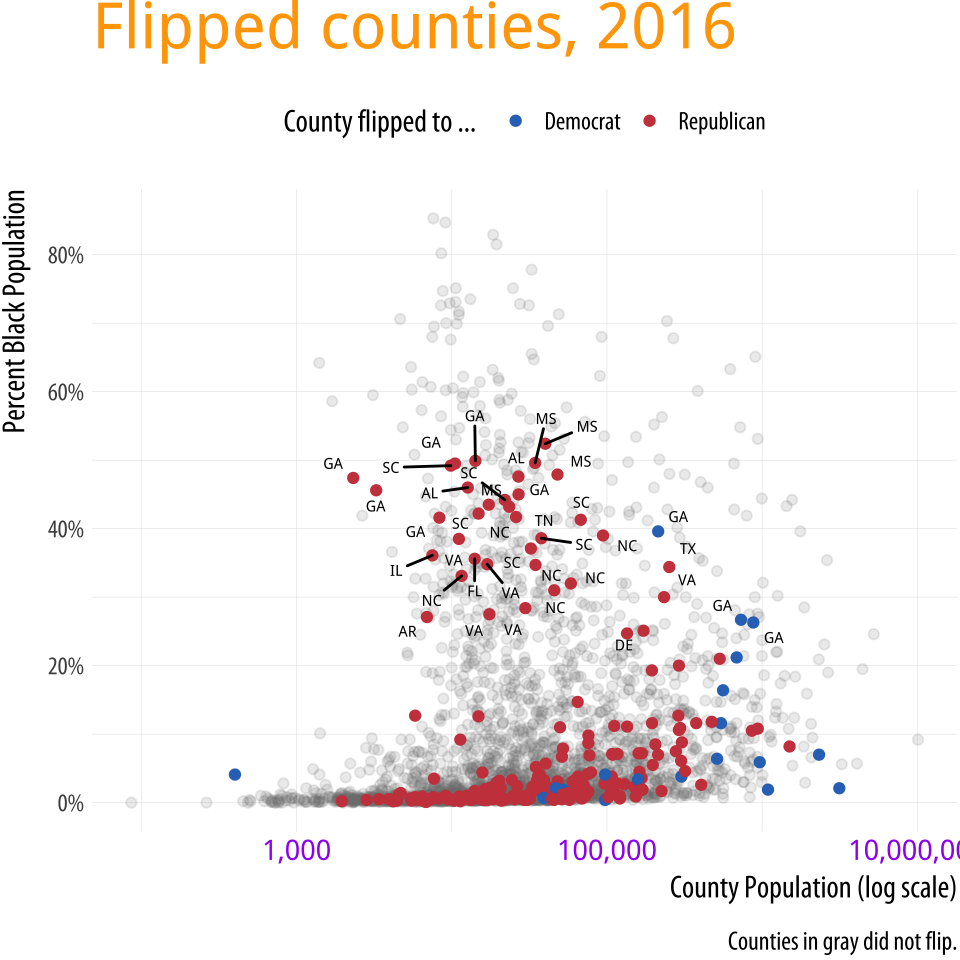 Flipped counties, 2016
County flipped to ... Democrat Republican
Percent Black Population
80%
60%
40%
20%
0%
MS
GA
MS
GA
AL
MS
GA
SC
SC
AL
MS
GA
GA
SC
GA
SC
TN
GA
NC
SC
NC
TX
IL
VA
SC
NC
NC
VA
FL
NC
VA
NC
GA
AR
VA
VA
DE
GA
1,000
100,000
10,000,00
County Population (log scale)
Counties in gray did not flip.